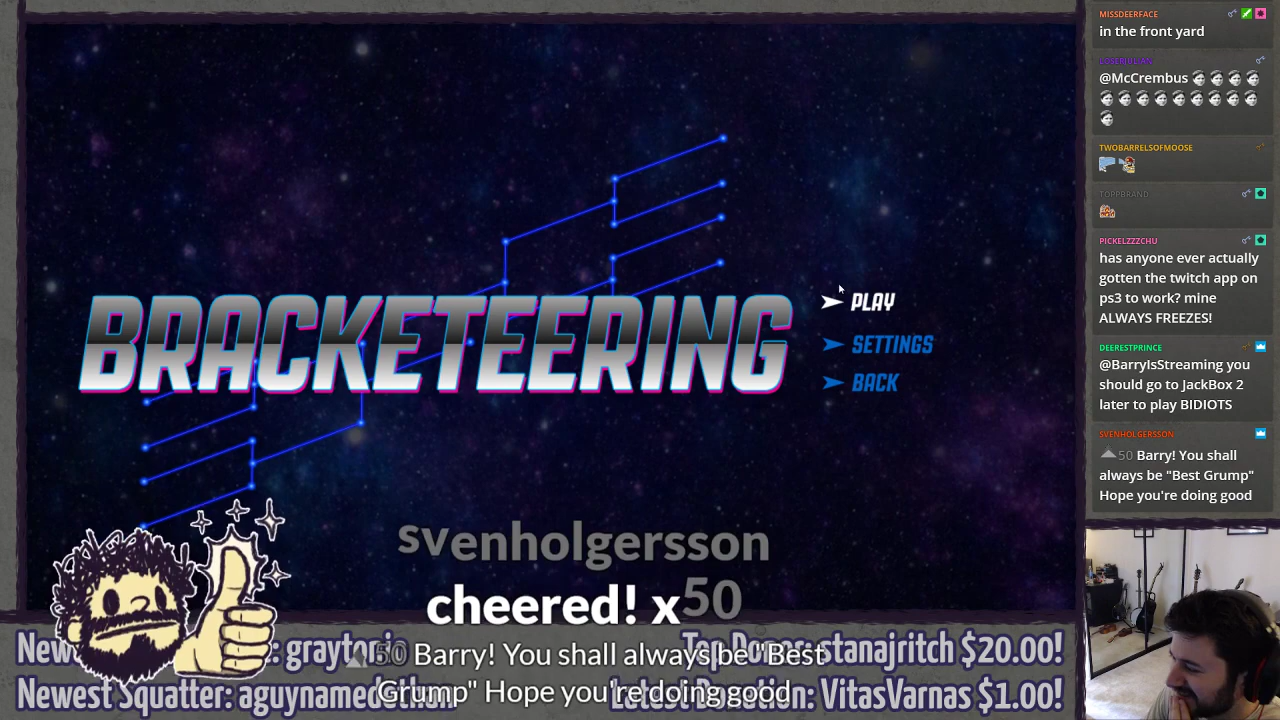 BRACKETEERING
PLAY
SETTINGS
BACK
svenholgersson
cheered! x50
50 Barry! You shall always be "Best
Grump" Hope you're doing good
Top Donor: stanajritch $20.00!
Newest Squatter: aguynamed
Latest Donation: VitasVarnas $1.00!
MISSDEERFACE
in the front yard
LOSERJULIAN
@McCrembus
TWOBARRELSOFMOOSE
TOPPBRAND
PICKELZZZCHU
has anyone ever actually
gotten the twitch app on
ps3 to work? mine
ALWAYS FREEZES!
DEERESTPRINCE
@BarryIsStreaming you
should go to JackBox 2
later to play BIDIOTS
SVENHOLGERSSON
50 Barry! You shall
always be "Best Grump"
Hope you're doing good